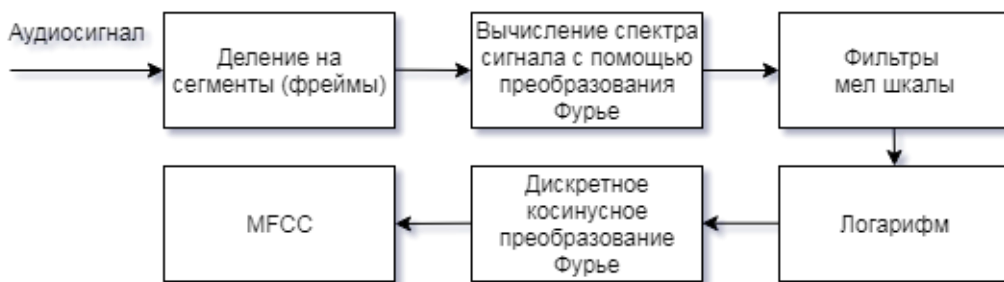 Аудиосигнал
Деление на
сегменты (фреймы)
Вычисление спектра
сигнала с помощью
преобразования
Фурье
Фильтры
мел шкалы
Логарифм
Дискретное
косинусное
преобразование
Фурье
MFCC